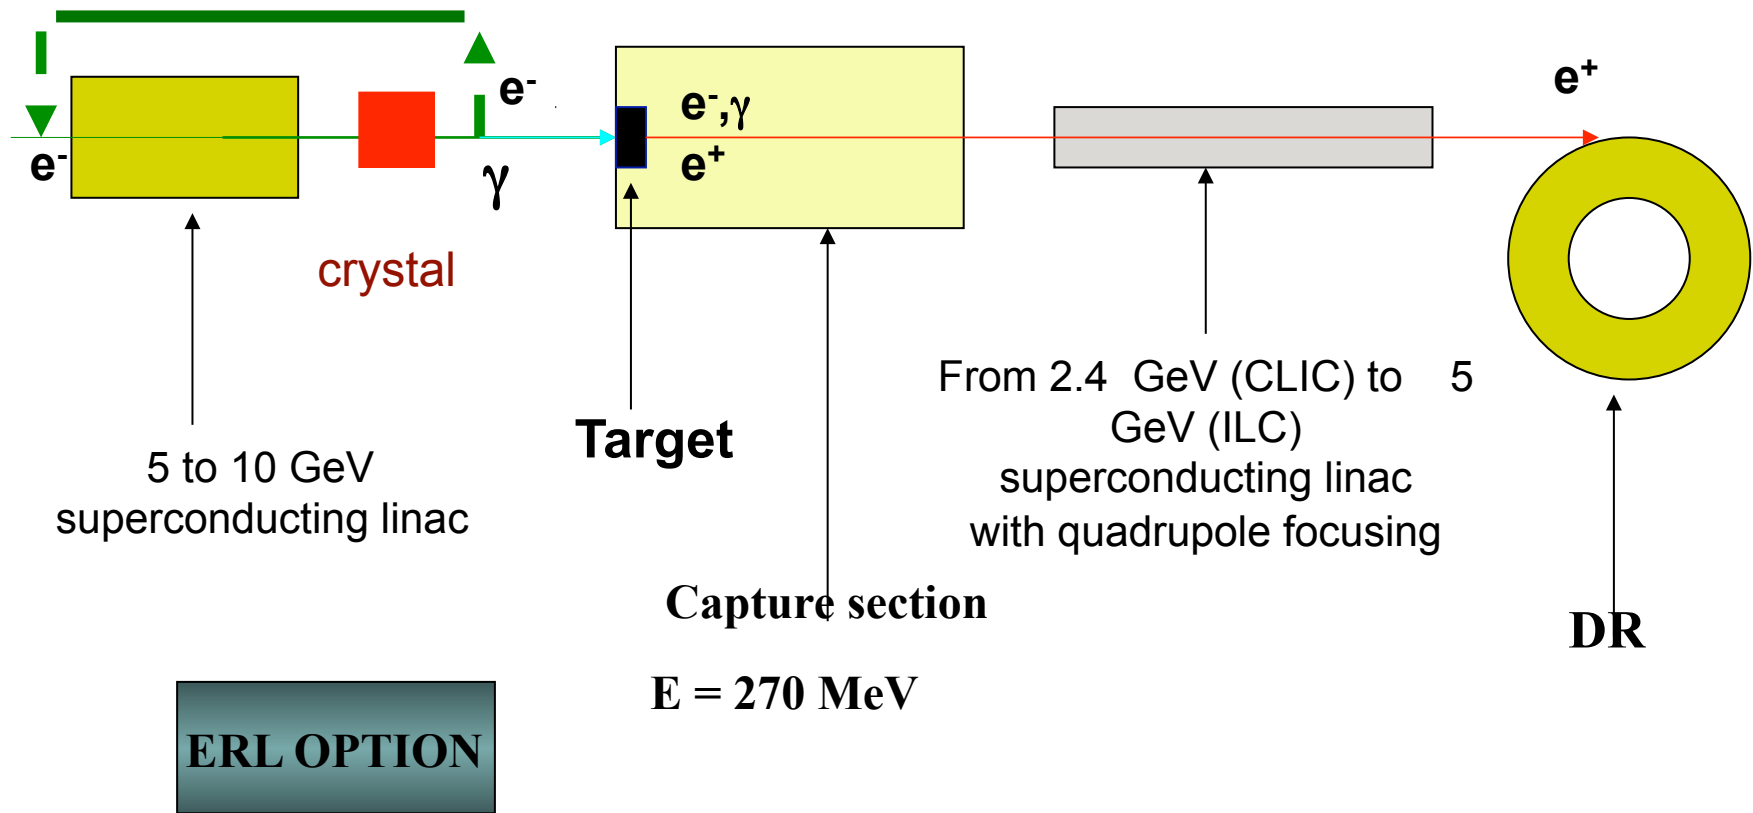 e-
e-
γ
e-,γ
e+
e+
crystal
5 to 10 GeV
superconducting linac
Target
From 2.4 GeV (CLIC) to 5
GeV (ILC)
superconducting linac
with quadrupole focusing
Capture section
E = 270 MeV
DR
ERL OPTION